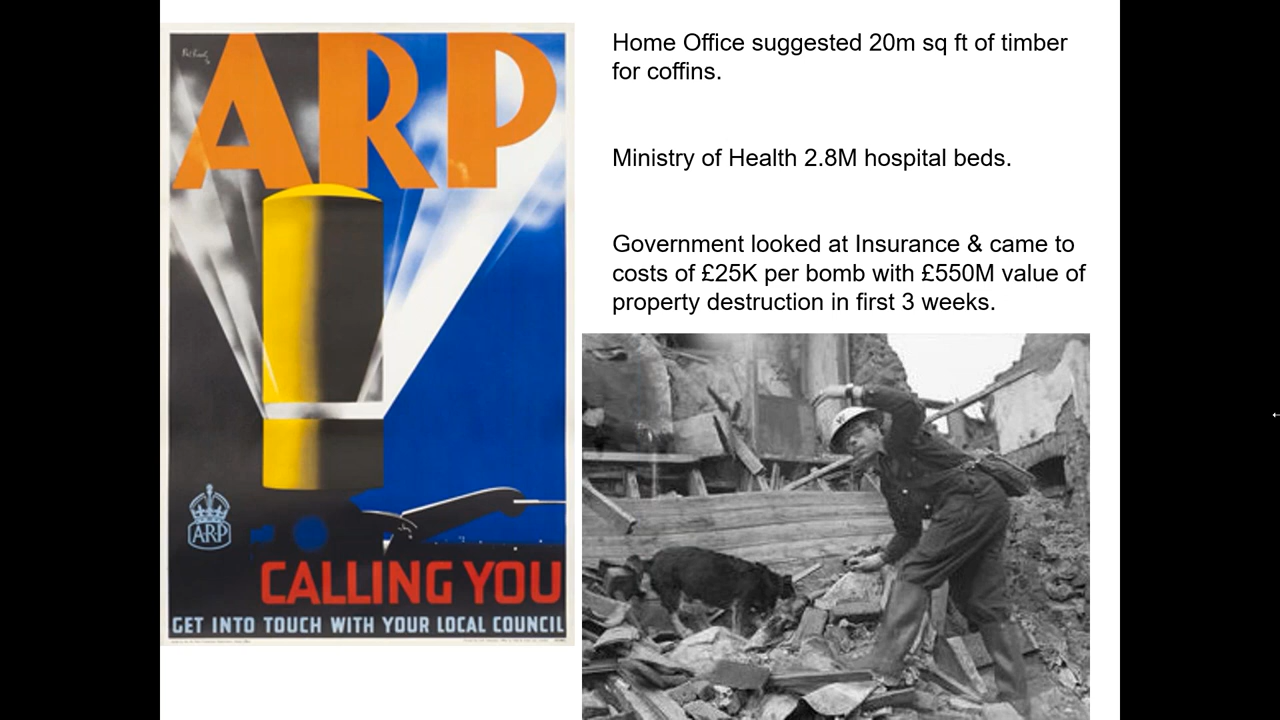 ARP
ARP
CALLING YOU
GET INTO TOUCH WITH YOUR LOCAL COUNCIL
Home Office suggested 20m sq ft of timber
for coffins.
Ministry of Health 2.8M hospital beds.
Government looked at Insurance & came to
costs of £25K per bomb with £550M value of
property destruction in first 3 weeks.